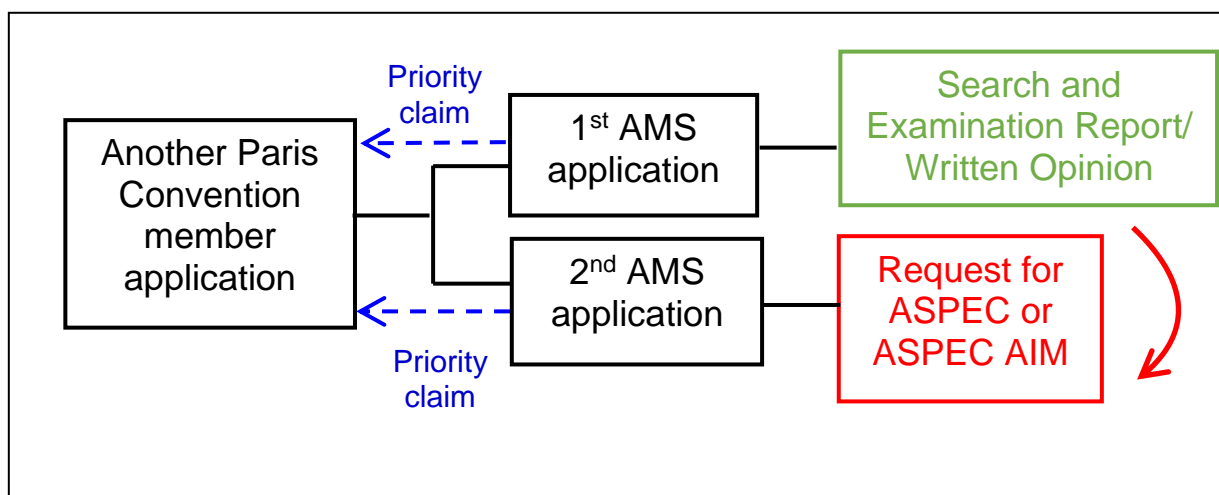 Another Paris
Convention
member
application
Priority
claim
1st AMS
application
Search and
Examination Report/
Written Opinion
Priority
claim
2nd AMS
application
Request for
ASPEC or
ASPEC AIM